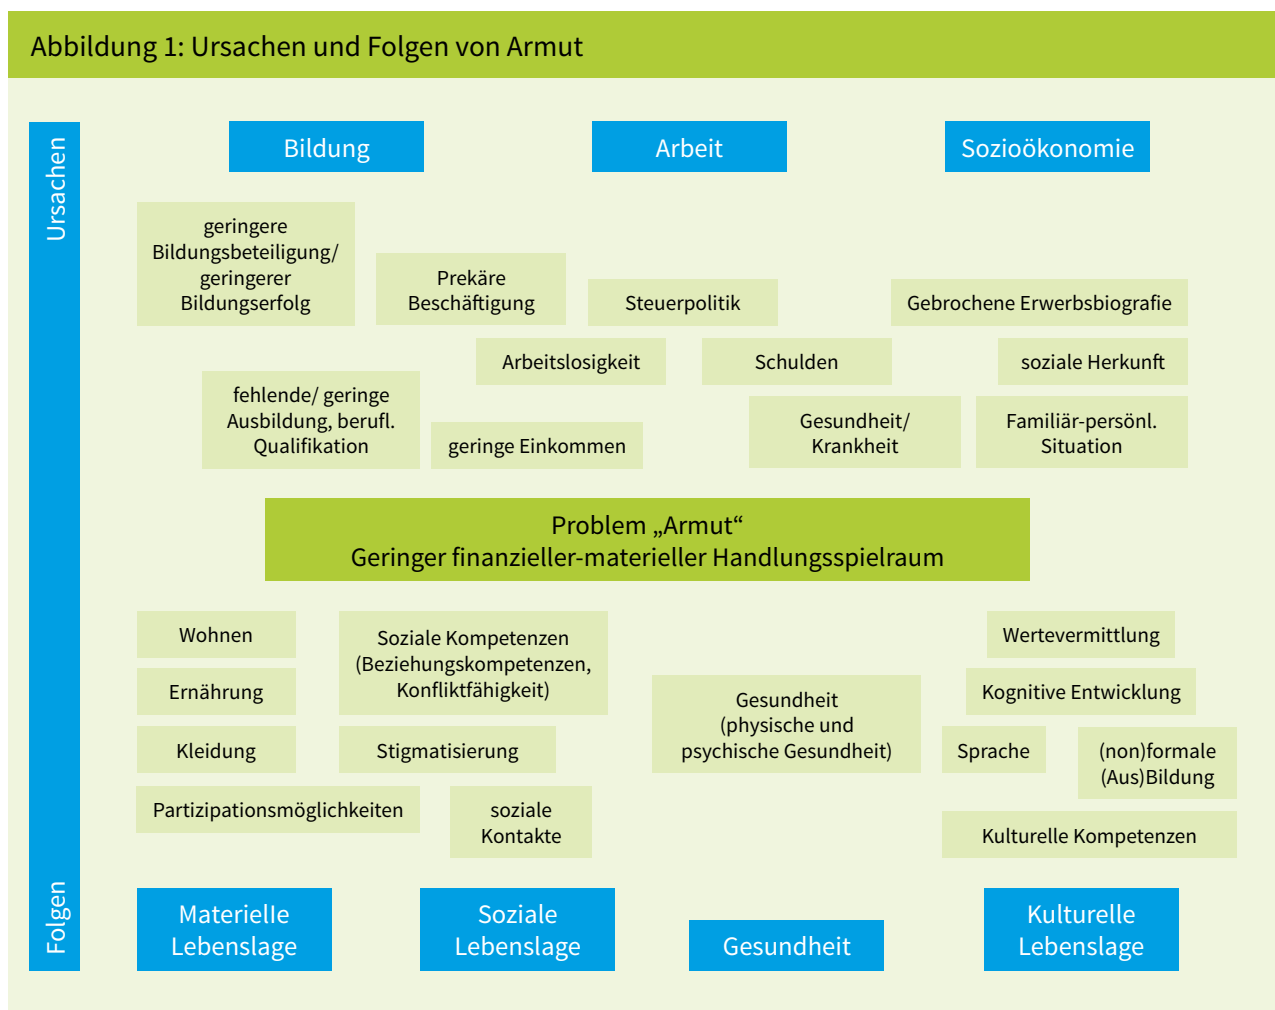 Abbildung 1: Ursachen und Folgen von Armut
Ursachen
Bildung
Arbeit
Sozioökonomie
geringere
Bildungsbeteiligung/
geringerer
Bildungserfolg
Prekäre
Beschäftigung
Steuerpolitik
Gebrochene Erwerbsbiografie
Arbeitslosigkeit
Schulden
soziale Herkunft
fehlende/ geringe
Ausbildung, berufl.
Qualifikation
geringe Einkommen
Gesundheit/
Krankheit
Familiär-persönl.
Situation
Problem „Armut“
Geringer finanzieller-materieller Handlungsspielraum
Wohnen
Soziale Kompetenzen
(Beziehungskompetenzen,
Konfliktfähigkeit)
Wertevermittlung
Ernährung
Gesundheit
(physische und
psychische Gesundheit)
Kognitive Entwicklung
Kleidung
Stigmatisierung
Sprache
(non)formale
(Aus)Bildung
Partizipationsmöglichkeiten
soziale
Kontakte
Kulturelle Kompetenzen
Folgen
Materielle
Lebenslage
Soziale
Lebenslage
Gesundheit
Kulturelle
Lebenslage